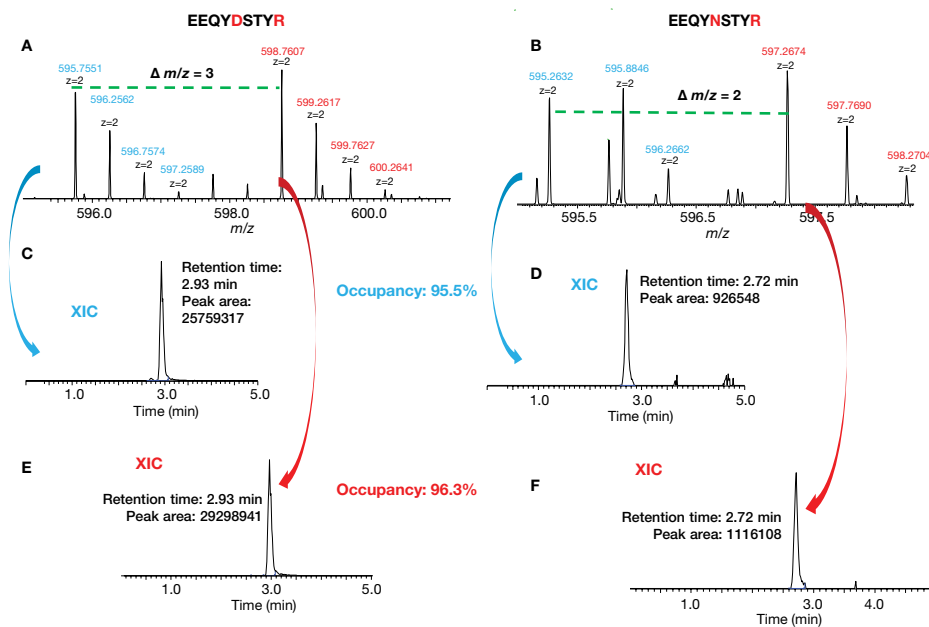 EEQYDSTYR
EEQYNSTYR
A
595.7551
z=2
596.2562
z=2
596.7574
z=2
597.2589
z=2
Δ m/z = 3
598.7607
z=2
599.2617
z=2
599.7627
z=2
600.2641
z=2
596.0
598.0
600.0
m/z
B
595.2632
z=2
595.8846
z=2
596.2662
z=2
Δ m/z = 2
597.2674
z=2
597.7690
z=2
598.2704
z=2
595.5
596.5
597.5
m/z
C
XIC
Retention time:
2.93 min
Peak area:
25759317
1.0
3.0
5.0
Time (min)
Occupancy: 95.5%
D
XIC
Retention time: 2.72 min
Peak area: 926548
1.0
3.0
5.0
Time (min)
E
XIC
Retention time: 2.93 min
Peak area: 29298941
1.0
3.0
5.0
Time (min)
Occupancy: 96.3%
F
XIC
Retention time: 2.72 min
Peak area: 1116108
1.0
3.0
4.0
Time (min)